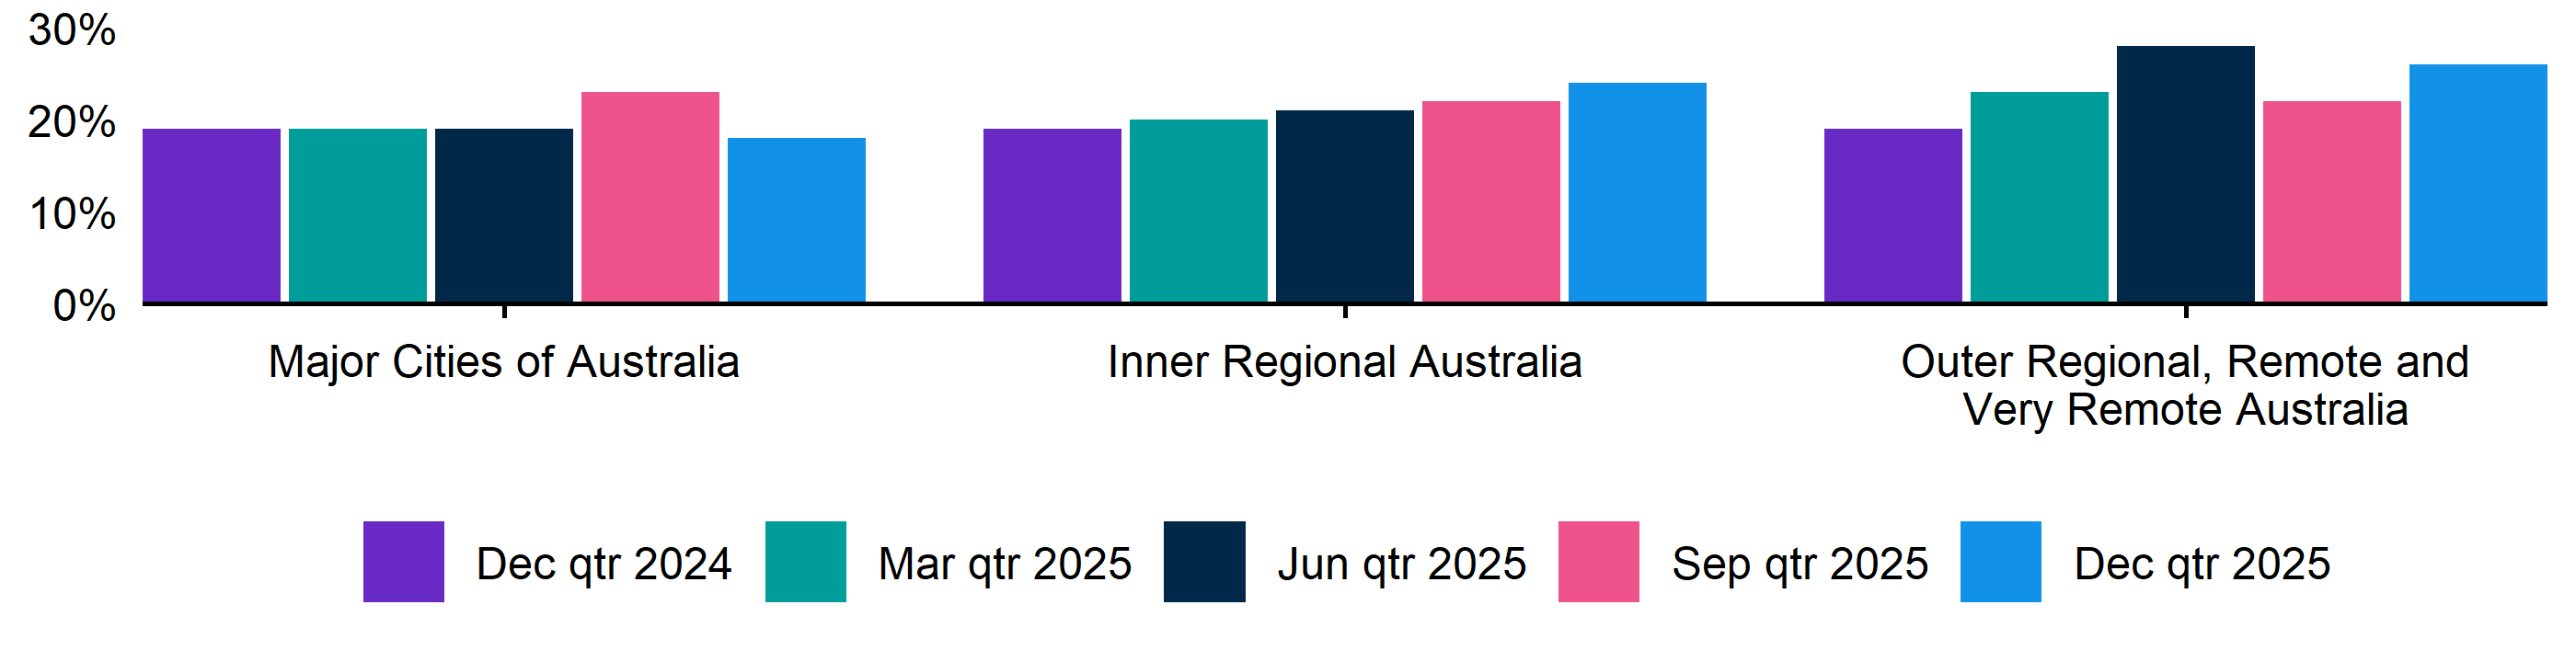 30%
20%
10%
0%
Major Cities of Australia
Inner Regional Australia
Outer Regional, Remote and
Very Remote Australia
Dec qtr 2024
Mar qtr 2025
Jun qtr 2025
Sep qtr 2025
Dec qtr 2025